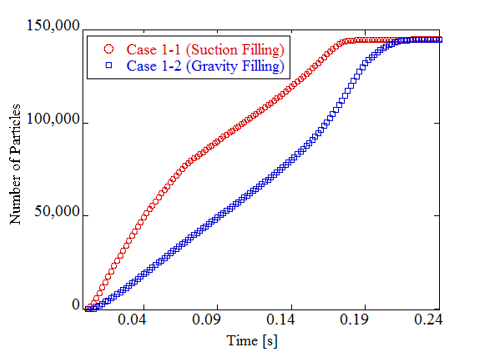 150,000
Case 1-1 (Suction Filling)
Case 1-2 (Gravity Filling)
100,000
Number of Particles
50,000
0
0.04 0.09 0.14 0.19 0.24
Time [s]